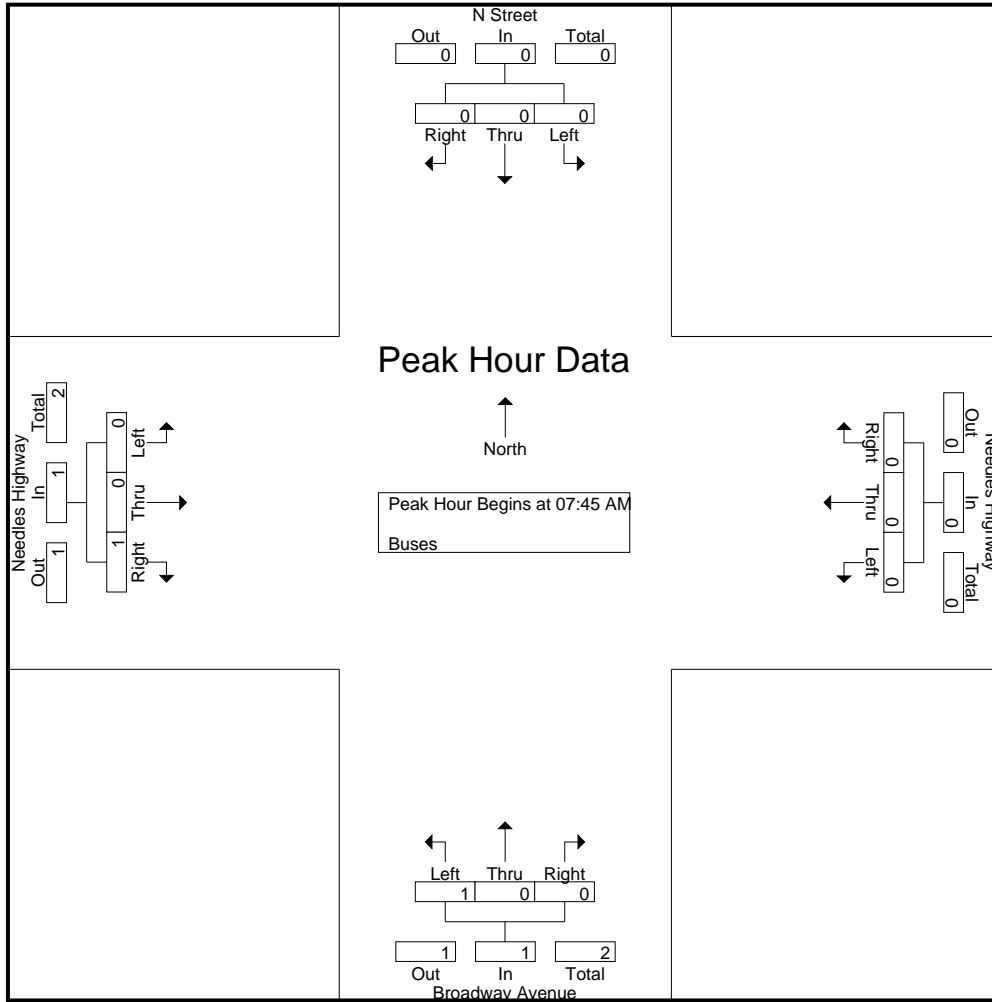 N Street
Out In Total
0 0 0
0 0 0
Right Thru Left
Peak Hour Data
North
Peak Hour Begins at 07:45 AM
Buses
Needles Highway
Total In Out
2 1 1
0 0 1
Left Thru Right
Needles Highway
Out In Total
0 0 0
0 0 0
Right Thru Left
Left Thru Right
1 0 0
1 1 2
Out In Total
Broadway Avenue